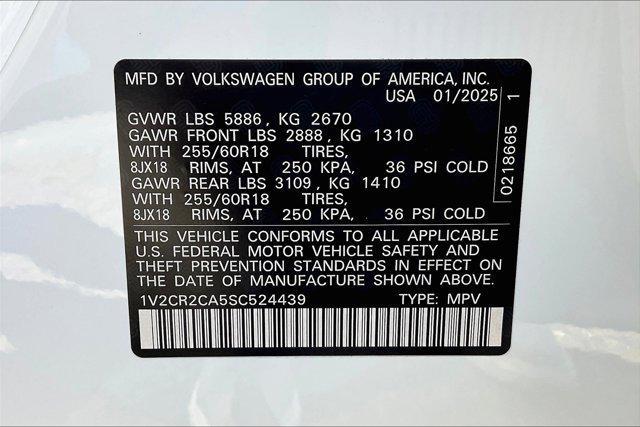 MFD BY VOLKSWAGEN GROUP OF AMERICA, INC.
USA 01/2025
GVWR LBS 5886, KG 2670
GAWR FRONT LBS 2888, KG 1310
WITH 255/60R18 TIRES,
8JX18 RIMS, AT 250 KPA, 36 PSI COLD
GAWR REAR LBS 3109, KG 1410
WITH 255/60R18 TIRES,
8JX18 RIMS, AT 250 KPA, 36 PSI COLD
0218665 1
THIS VEHICLE CONFORMS TO ALL APPLICABLE
U.S. FEDERAL MOTOR VEHICLE SAFETY AND
THEFT PREVENTION STANDARDS IN EFFECT ON
THE DATE OF MANUFACTURE SHOWN ABOVE.
1V2CR2CA5SC524439 TYPE: MPV